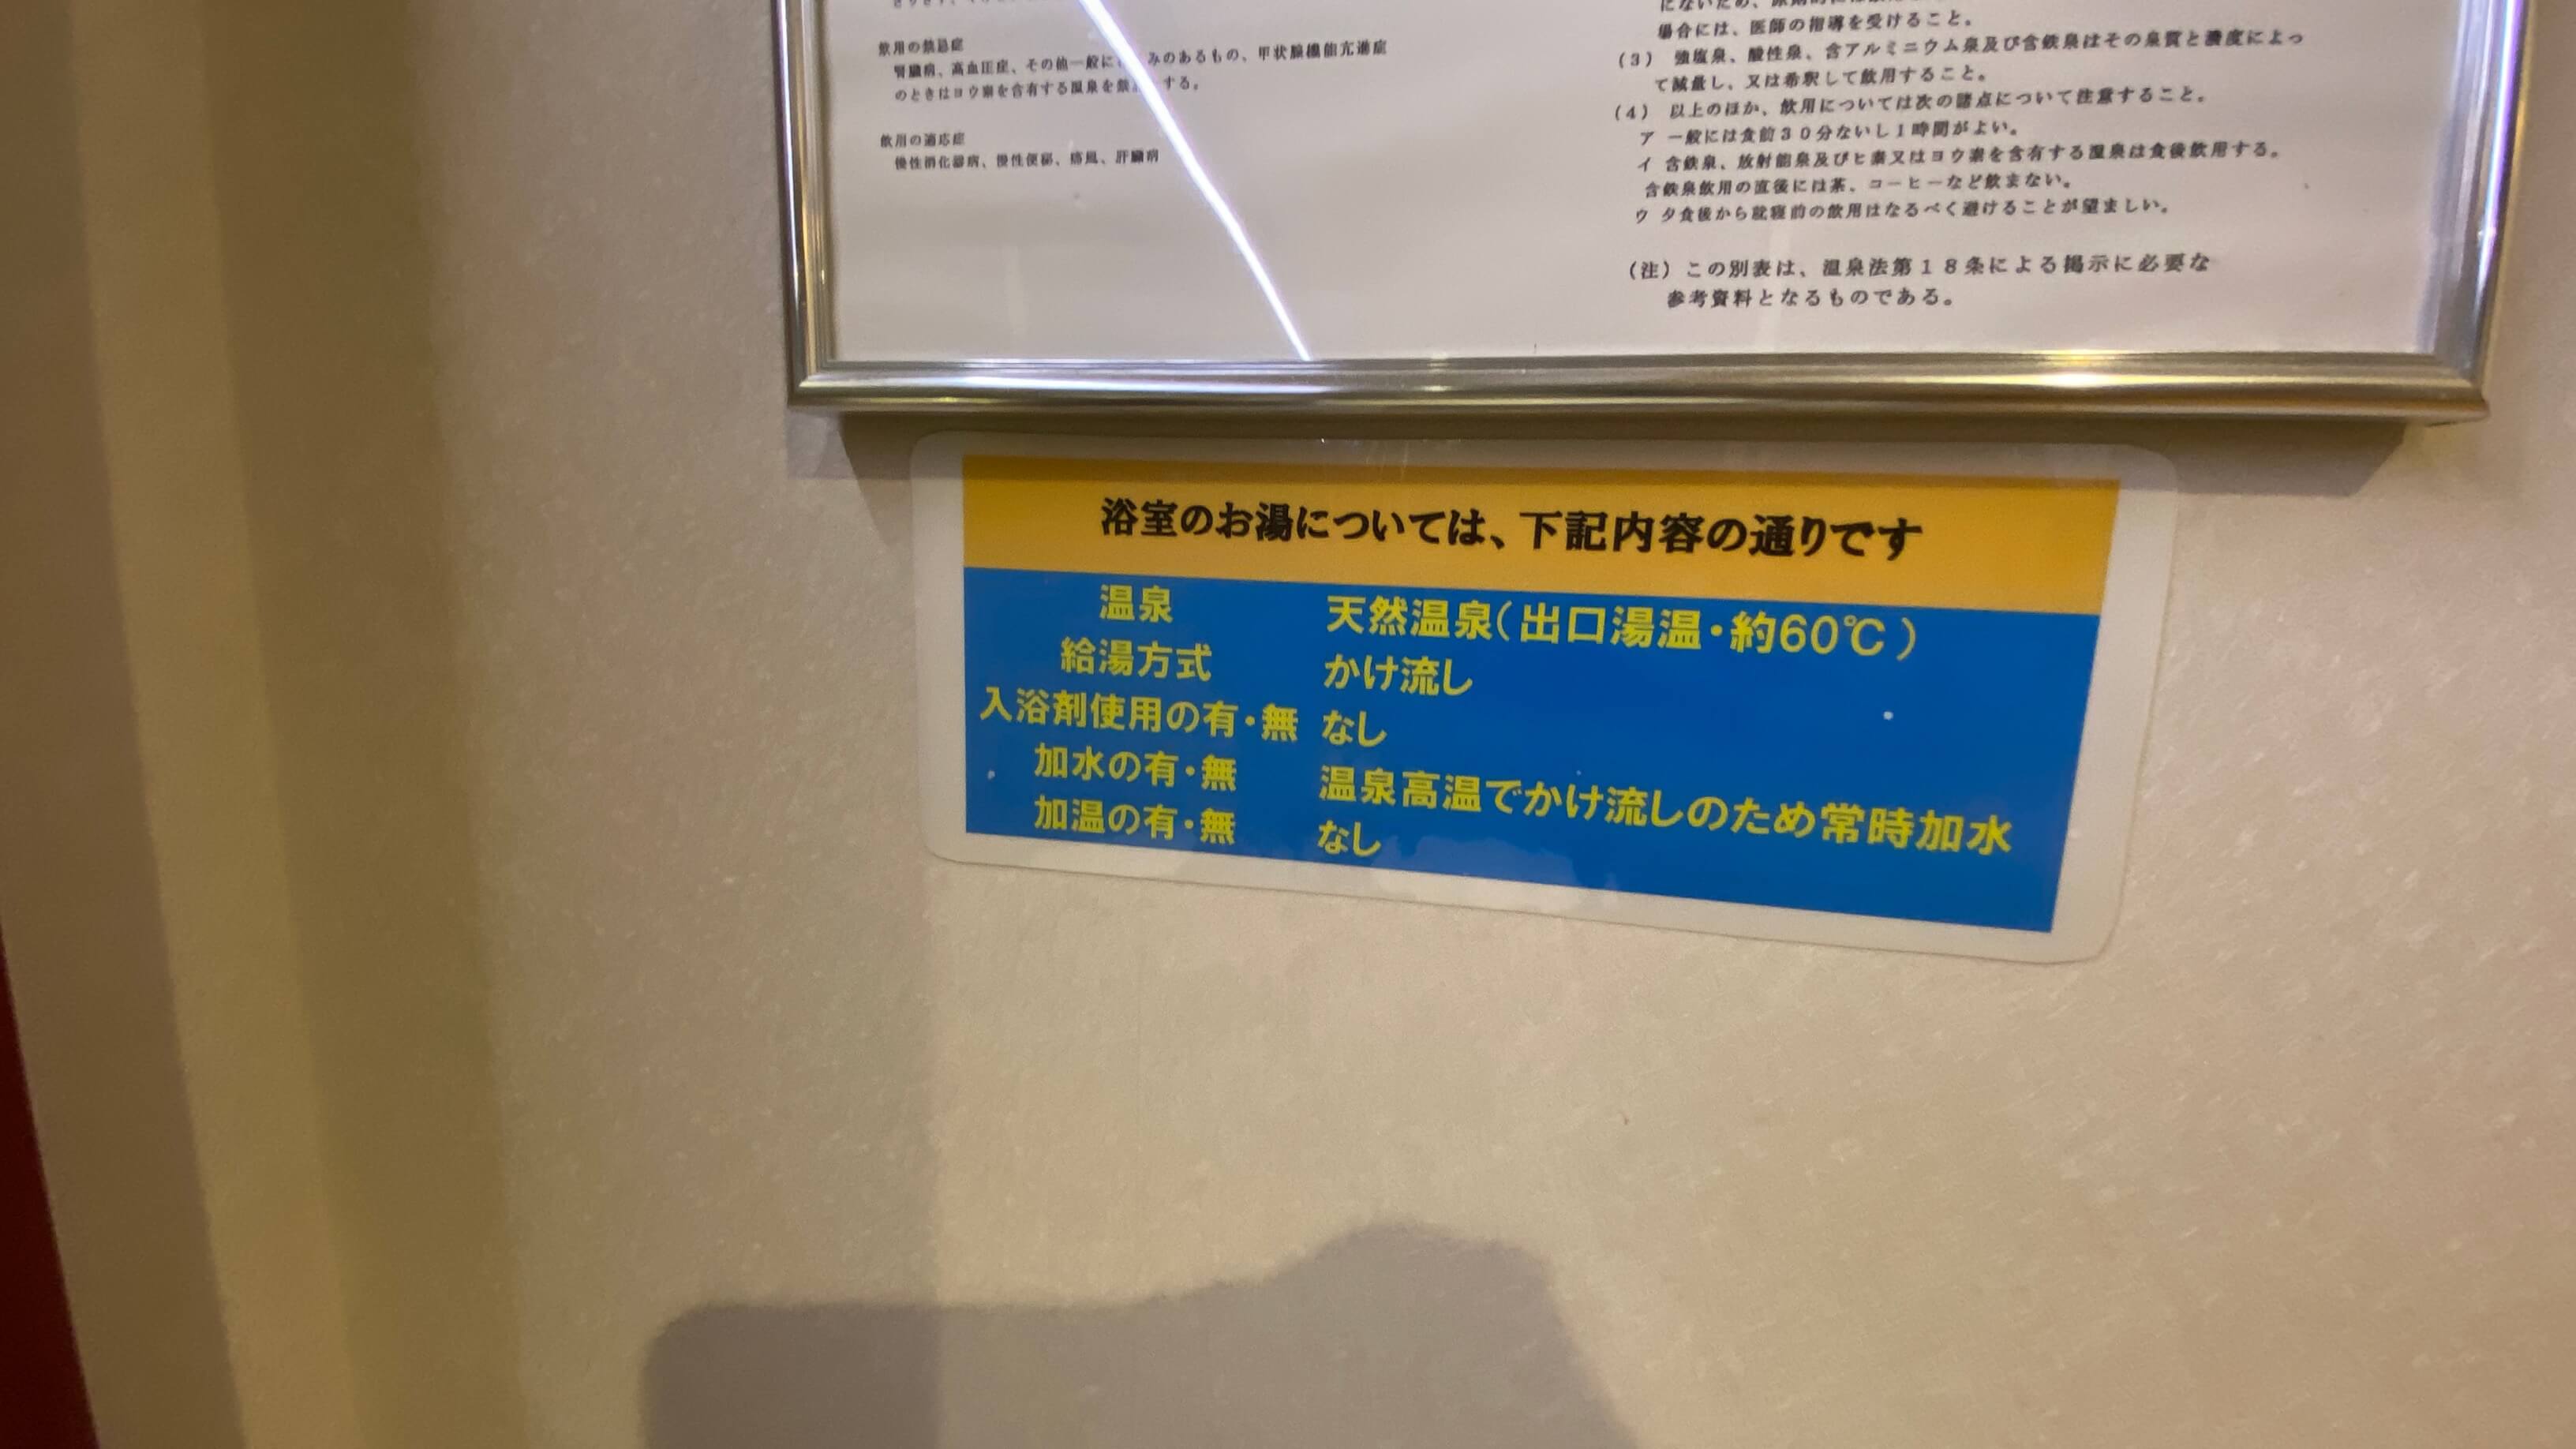 飲用の禁忌症
腎臓病、高血圧症、その他一般に みのあるもの、甲状腺機能亢進症
のときはヨウ素を含有する温泉を禁 する。
飲用の適応症
慢性消化器病、慢性便秘、痛風、肝臓病
場合には、医師の指導を受けること。
(3) 強塩泉、酸性泉、含アルミニウム泉及び含鉄泉はその泉質と濃度によっ
て減量し、又は希釈して飲用すること。
(4) 以上のほか、飲用については次の諸点について注意すること。
ア 一般には食前30分ないし1時間がよい。
イ 含鉄泉、放射能泉及びヒ素又はヨウ素を含有する温泉は食後飲用する。
含鉄泉飲用の直後には茶、コーヒーなど飲まない。
ウ 夕食後から就寝前の飲用はなるべく避けることが望ましい。
(注) この別表は、温泉法第18条による掲示に必要な
参考資料となるものである。
浴室のお湯については、下記内容の通りです
温泉 天然温泉(出口湯温・約60℃)
給湯方式 かけ流し
入浴剤使用の有・無 なし
加水の有・無 温泉高温でかけ流しのため常時加水
加温の有・無 なし